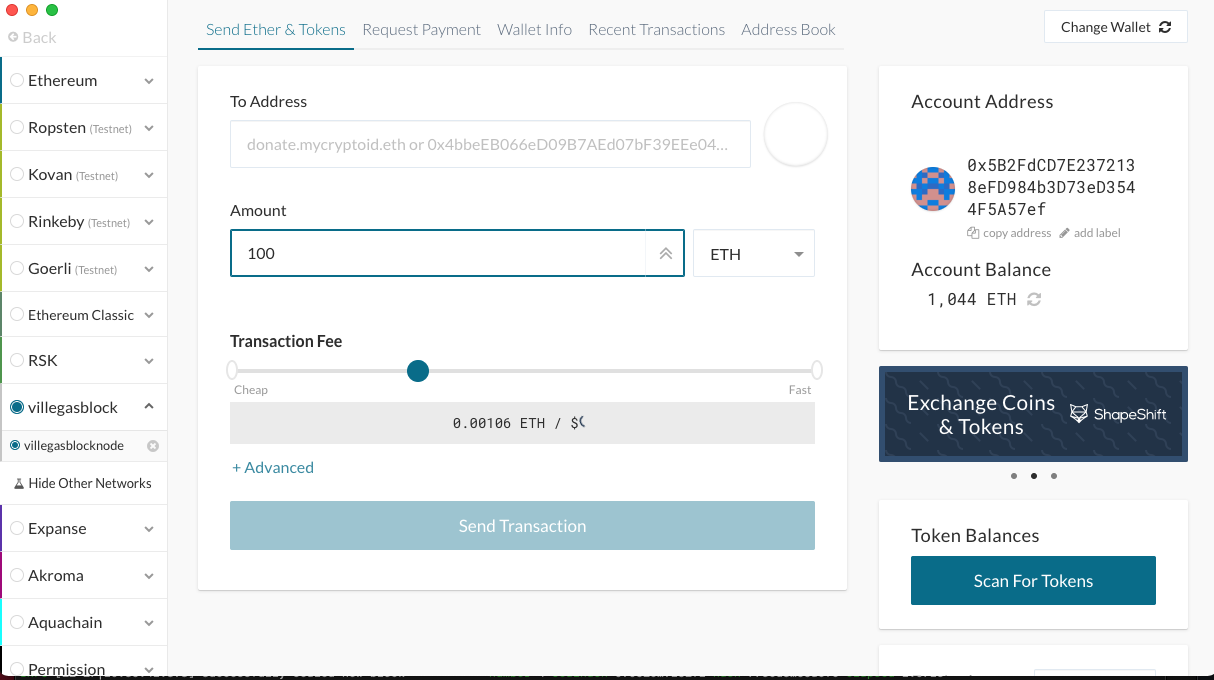 Back
Ethereum
Ropsten (Testnet)
Kovan (Testnet)
Rinkeby (Testnet)
Goerli (Testnet)
Ethereum Classic
RSK
villegasblock
villegasblocknode
Hide Other Networks
Expanse
Akroma
Aquachain
Permission
Send Ether & Tokens
Request Payment
Wallet Info
Recent Transactions
Address Book
Change Wallet
To Address
donate.mycryptoid.eth or 0x4bbeEB066eD09B7AEd07bF39EEe04...
Amount
100
ETH
Transaction Fee
Cheap
Fast
0.00106 ETH / $
+ Advanced
Send Transaction
Account Address
0x5B2FdCD7E237213
8eFD984b3D73eD354
4F5A57ef
copy address
add label
Account Balance
1,044 ETH
Exchange Coins
& Tokens
ShapeShift
Token Balances
Scan For Tokens